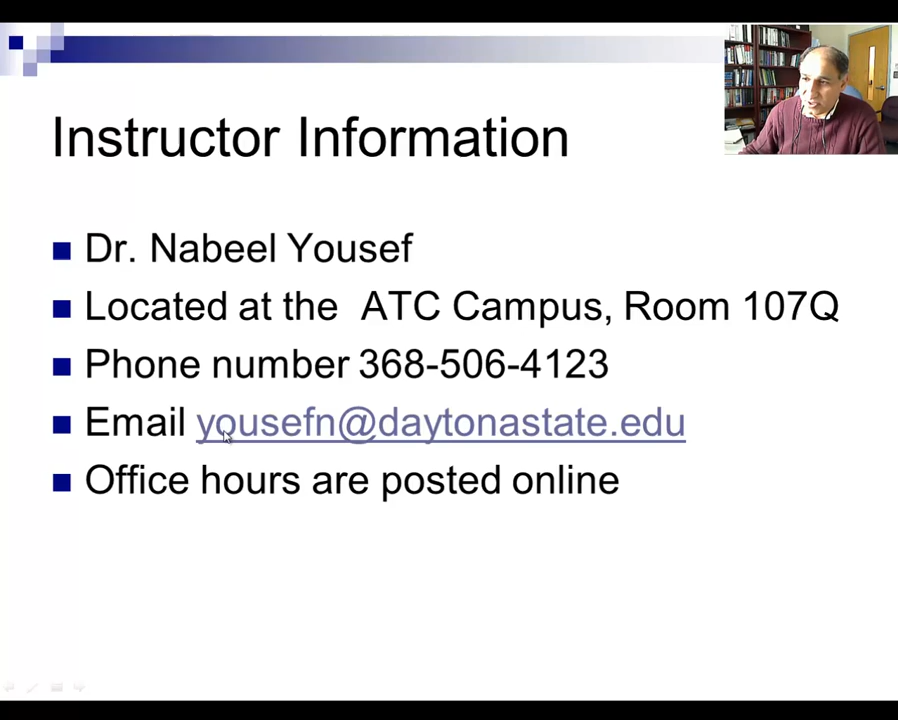 Instructor Information
Dr. Nabeel Yousef
Located at the ATC Campus, Room 107Q
Phone number 368-506-4123
Email yousefn@daytonastate.edu
Office hours are posted online